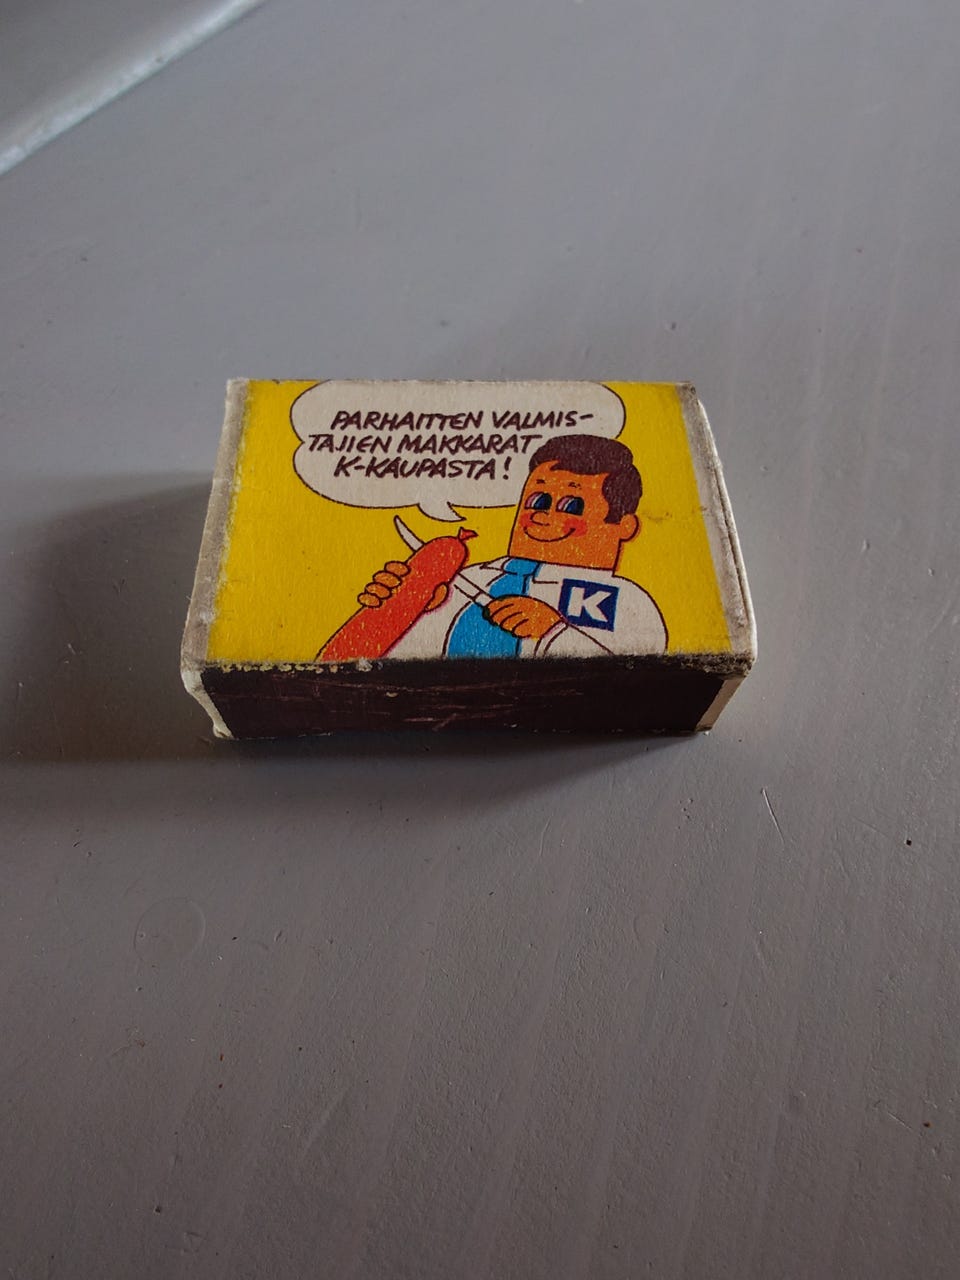 PARHAITTEN VALMIS-
TAJIEN MAKKARAT
K-KAUPASTA!
K